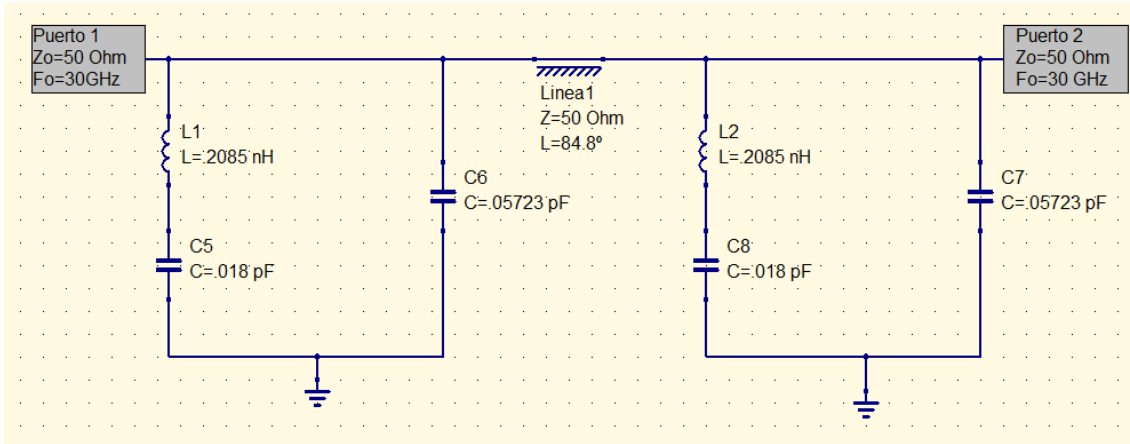 Puerto 1
Zo=50 Ohm
Fo=30GHz
Puerto 2
Zo=50 Ohm
Fo=30 GHz
Linea1
Z=50 Ohm
L=84.8º
L1
L=.2085 nH
C6
C=.05723 pF
C5
C=.018 pF
L2
L=.2085 nH
C7
C=.05723 pF
C8
C=.018 pF